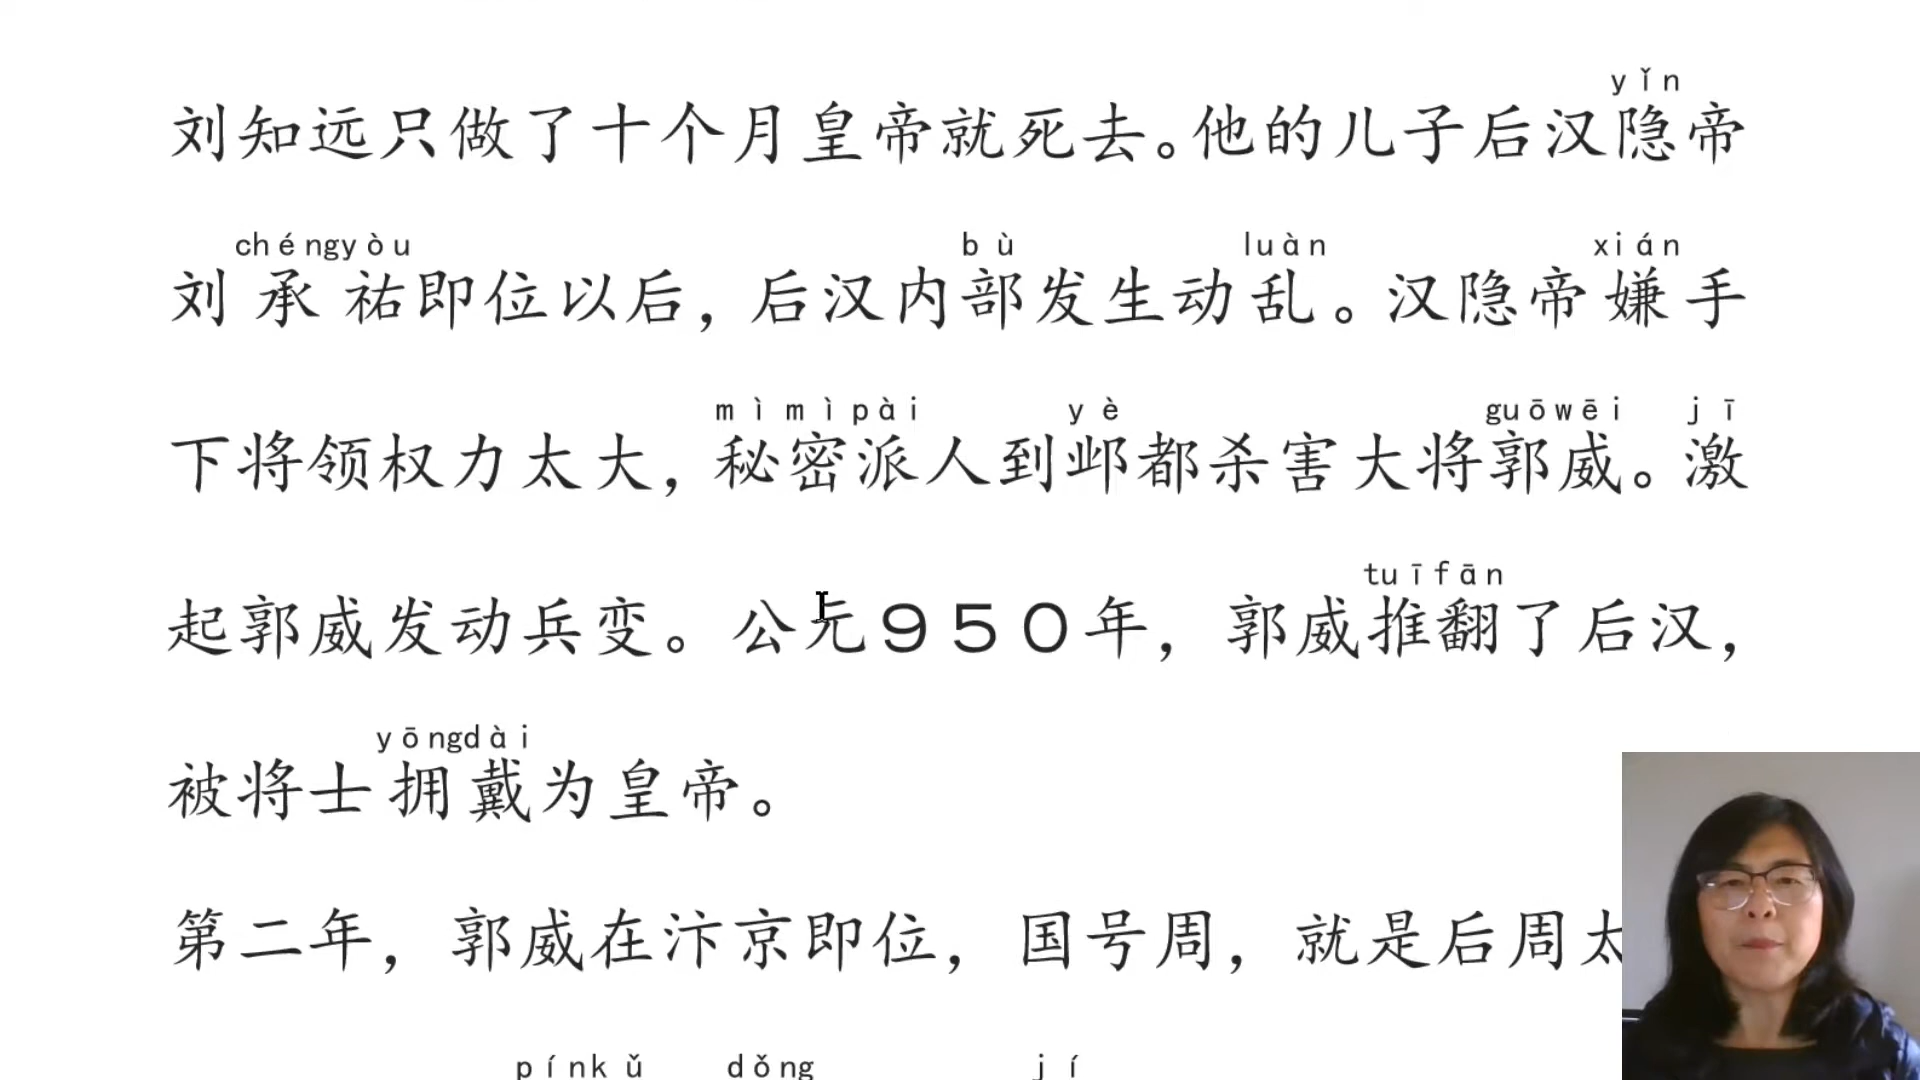 yǐn
刘知远只做了十个月皇帝就死去。他的儿子后汉隐帝
chéngyòu bù luàn xián
刘承祐即位以后，后汉内部发生动乱。汉隐帝嫌手
mìmìpài yè guōwēi jī
下将领权力太大，秘密派人到邺都杀害大将郭威。激
tuīfān
起郭威发动兵变。公元950年，郭威推翻了后汉，
yōngdài
被将士拥戴为皇帝。
第二年，郭威在汴京即位，国号周，就是后周太
pínkǔ dǒng jí